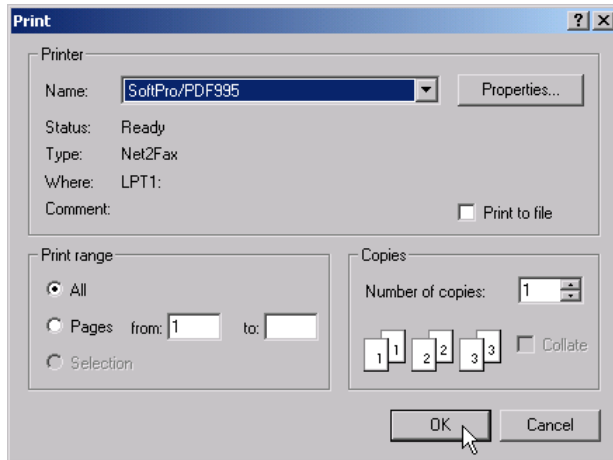 Print
Printer
Name: SoftPro/PDF995 Properties...
Status: Ready
Type: Net2Fax
Where: LPT1:
Comment:
Print to file
Print range
All
Pages from: 1 to:
Selection
Copies
Number of copies: 1
1 1 2 2 3 3
Collate
OK Cancel